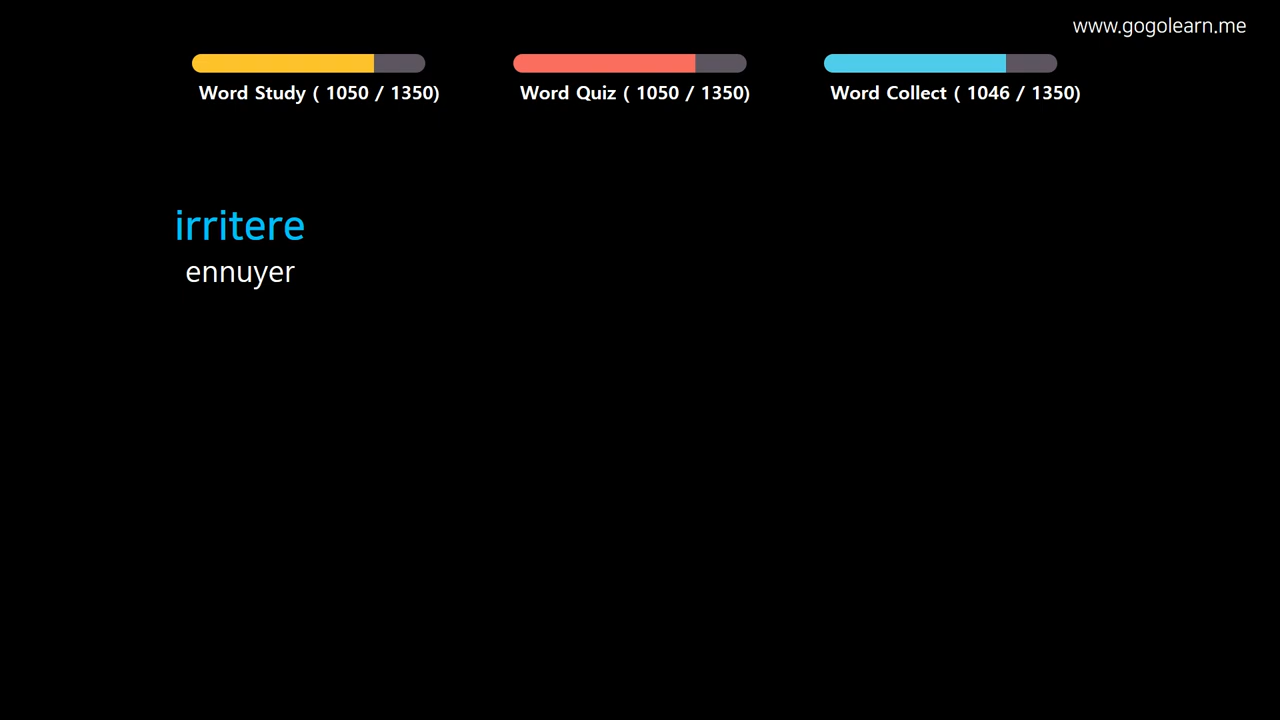 www.gogolearn.me
Word Study ( 1050 / 1350)
Word Quiz ( 1050 / 1350)
Word Collect ( 1046 / 1350)
irritere
ennuyer